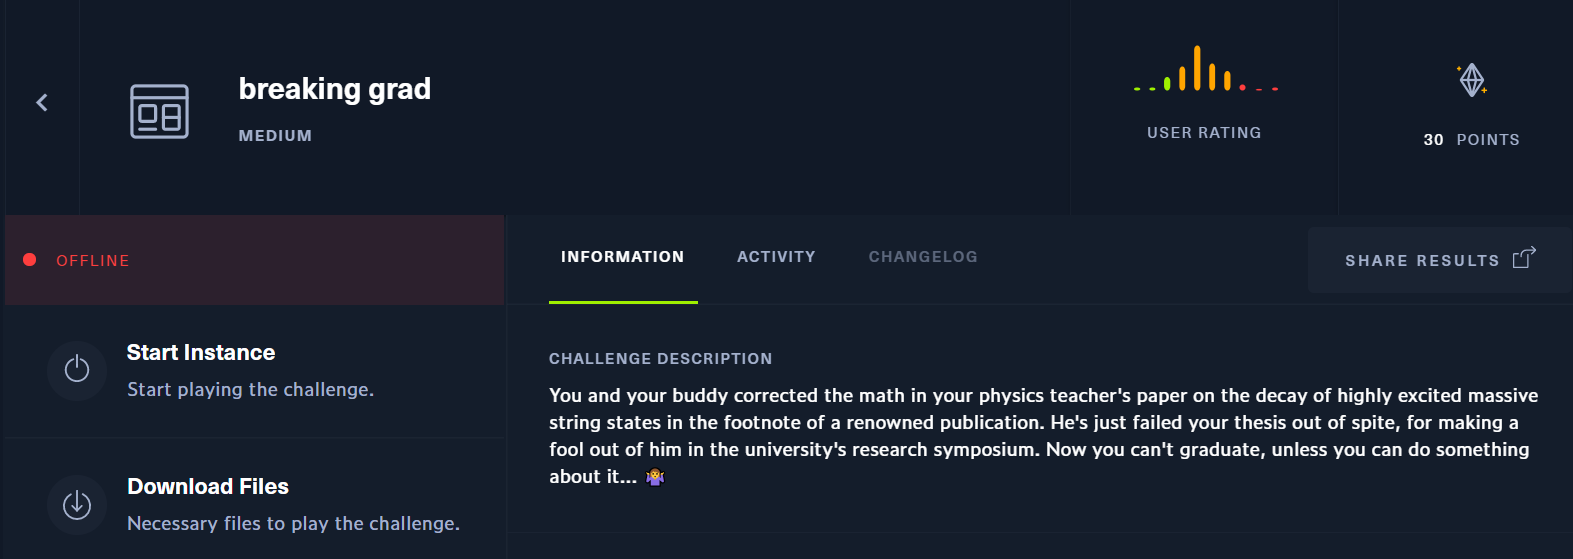 breaking grad
MEDIUM
USER RATING
30 POINTS
OFFLINE
INFORMATION
ACTIVITY
CHANGELOG
SHARE RESULTS
Start Instance
Start playing the challenge.
Download Files
Necessary files to play the challenge.
CHALLENGE DESCRIPTION
You and your buddy corrected the math in your physics teacher's paper on the decay of highly excited massive
string states in the footnote of a renowned publication. He's just failed your thesis out of spite, for making a
fool out of him in the university's research symposium. Now you can't graduate, unless you can do something
about it... 🤷🏽‍♀️